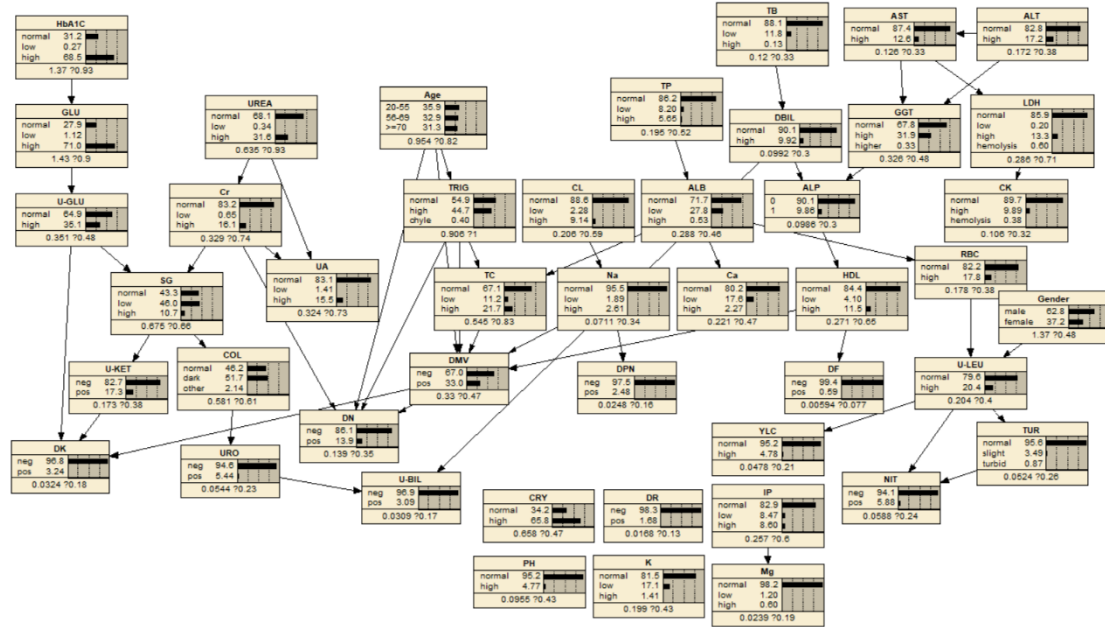 HbA1C
normal 31.2
low 0.27
high 68.5
1.37 ?0.93
TB
normal 88.1
low 11.8
high 0.13
0.12 ?0.33
AST
normal 87.4
high 12.6
0.126 ?0.33
ALT
normal 82.8
high 17.2
0.172 ?0.38
GLU
normal 27.9
low 1.12
high 71.0
1.43 ?0.9
UREA
normal 68.1
low 0.34
high 31.6
0.635 ?0.93
Age
20-55 35.9
56-69 32.9
>=70 31.3
0.954 ?0.82
TP
normal 86.2
low 8.20
high 5.65
0.195 ?0.52
DBIL
normal 90.1
high 9.92
0.0992 ?0.3
GGT
normal 67.8
high 31.9
higher 0.33
0.326 ?0.48
LDH
normal 85.9
low 0.20
high 13.3
hemolysis 0.60
0.286 ?0.71
U-GLU
normal 64.9
high 35.1
0.351 ?0.48
Cr
normal 83.2
low 0.65
high 16.1
0.329 ?0.74
TRIG
normal 54.9
high 44.7
chyle 0.40
0.906 ?1
CL
normal 88.6
low 2.28
high 9.14
0.206 ?0.59
ALB
normal 71.7
low 27.8
high 0.53
0.288 ?0.46
ALP
0 90.1
1 9.86
0.0986 ?0.3
CK
normal 89.7
high 9.89
hemolysis 0.38
0.106 ?0.32
SG
normal 43.3
low 46.0
high 10.7
0.675 ?0.66
UA
normal 83.1
low 1.41
high 15.5
0.324 ?0.73
TC
normal 67.1
low 11.2
high 21.7
0.545 ?0.83
Na
normal 95.5
low 1.89
high 2.61
0.0711 ?0.34
Ca
normal 80.2
low 17.6
high 2.27
0.221 ?0.47
HDL
normal 84.4
low 4.10
high 11.5
0.271 ?0.65
RBC
normal 82.2
high 17.8
0.178 ?0.38
Gender
male 62.8
female 37.2
1.37 ?0.48
U-KET
neg 82.7
pos 17.3
0.173 ?0.38
COL
normal 46.2
dark 51.7
other 2.14
0.581 ?0.61
DMV
neg 67.0
pos 33.0
0.33 ?0.47
DPN
neg 97.5
pos 2.48
0.0248 ?0.16
DF
neg 99.4
pos 0.59
0.00594 ?0.077
U-LEU
normal 79.6
high 20.4
0.204 ?0.4
DN
neg 86.1
pos 13.9
0.139 ?0.35
DK
neg 96.8
pos 3.24
0.0324 ?0.18
URO
neg 94.6
pos 5.44
0.0544 ?0.23
U-BIL
neg 96.9
pos 3.09
0.0309 ?0.17
YLC
normal 95.2
high 4.78
0.0478 ?0.21
TUR
normal 95.6
slight 3.49
turbid 0.87
0.0524 ?0.26
CRY
neg 34.2
high 65.8
0.658 ?0.47
DR
neg 98.3
pos 1.68
0.0168 ?0.13
IP
normal 82.9
low 8.47
high 8.60
0.257 ?0.6
NIT
neg 94.1
pos 5.88
0.0588 ?0.24
PH
normal 95.2
high 4.77
0.0955 ?0.43
K
normal 81.5
low 17.1
high 1.41
0.199 ?0.43
Mg
normal 98.2
low 1.20
high 0.60
0.0239 ?0.19